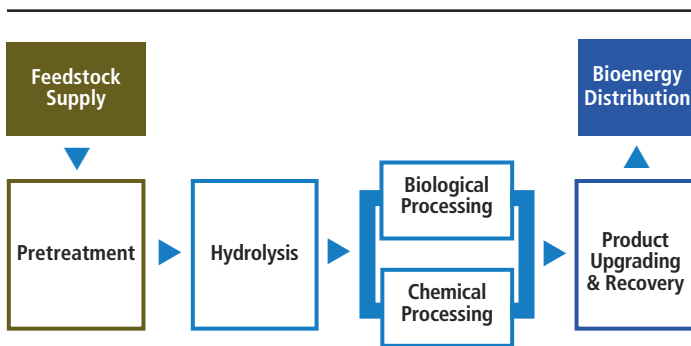 Feedstock
Supply
Bioenergy
Distribution
Pretreatment
Hydrolysis
Biological
Processing
Chemical
Processing
Product
Upgrading
& Recovery